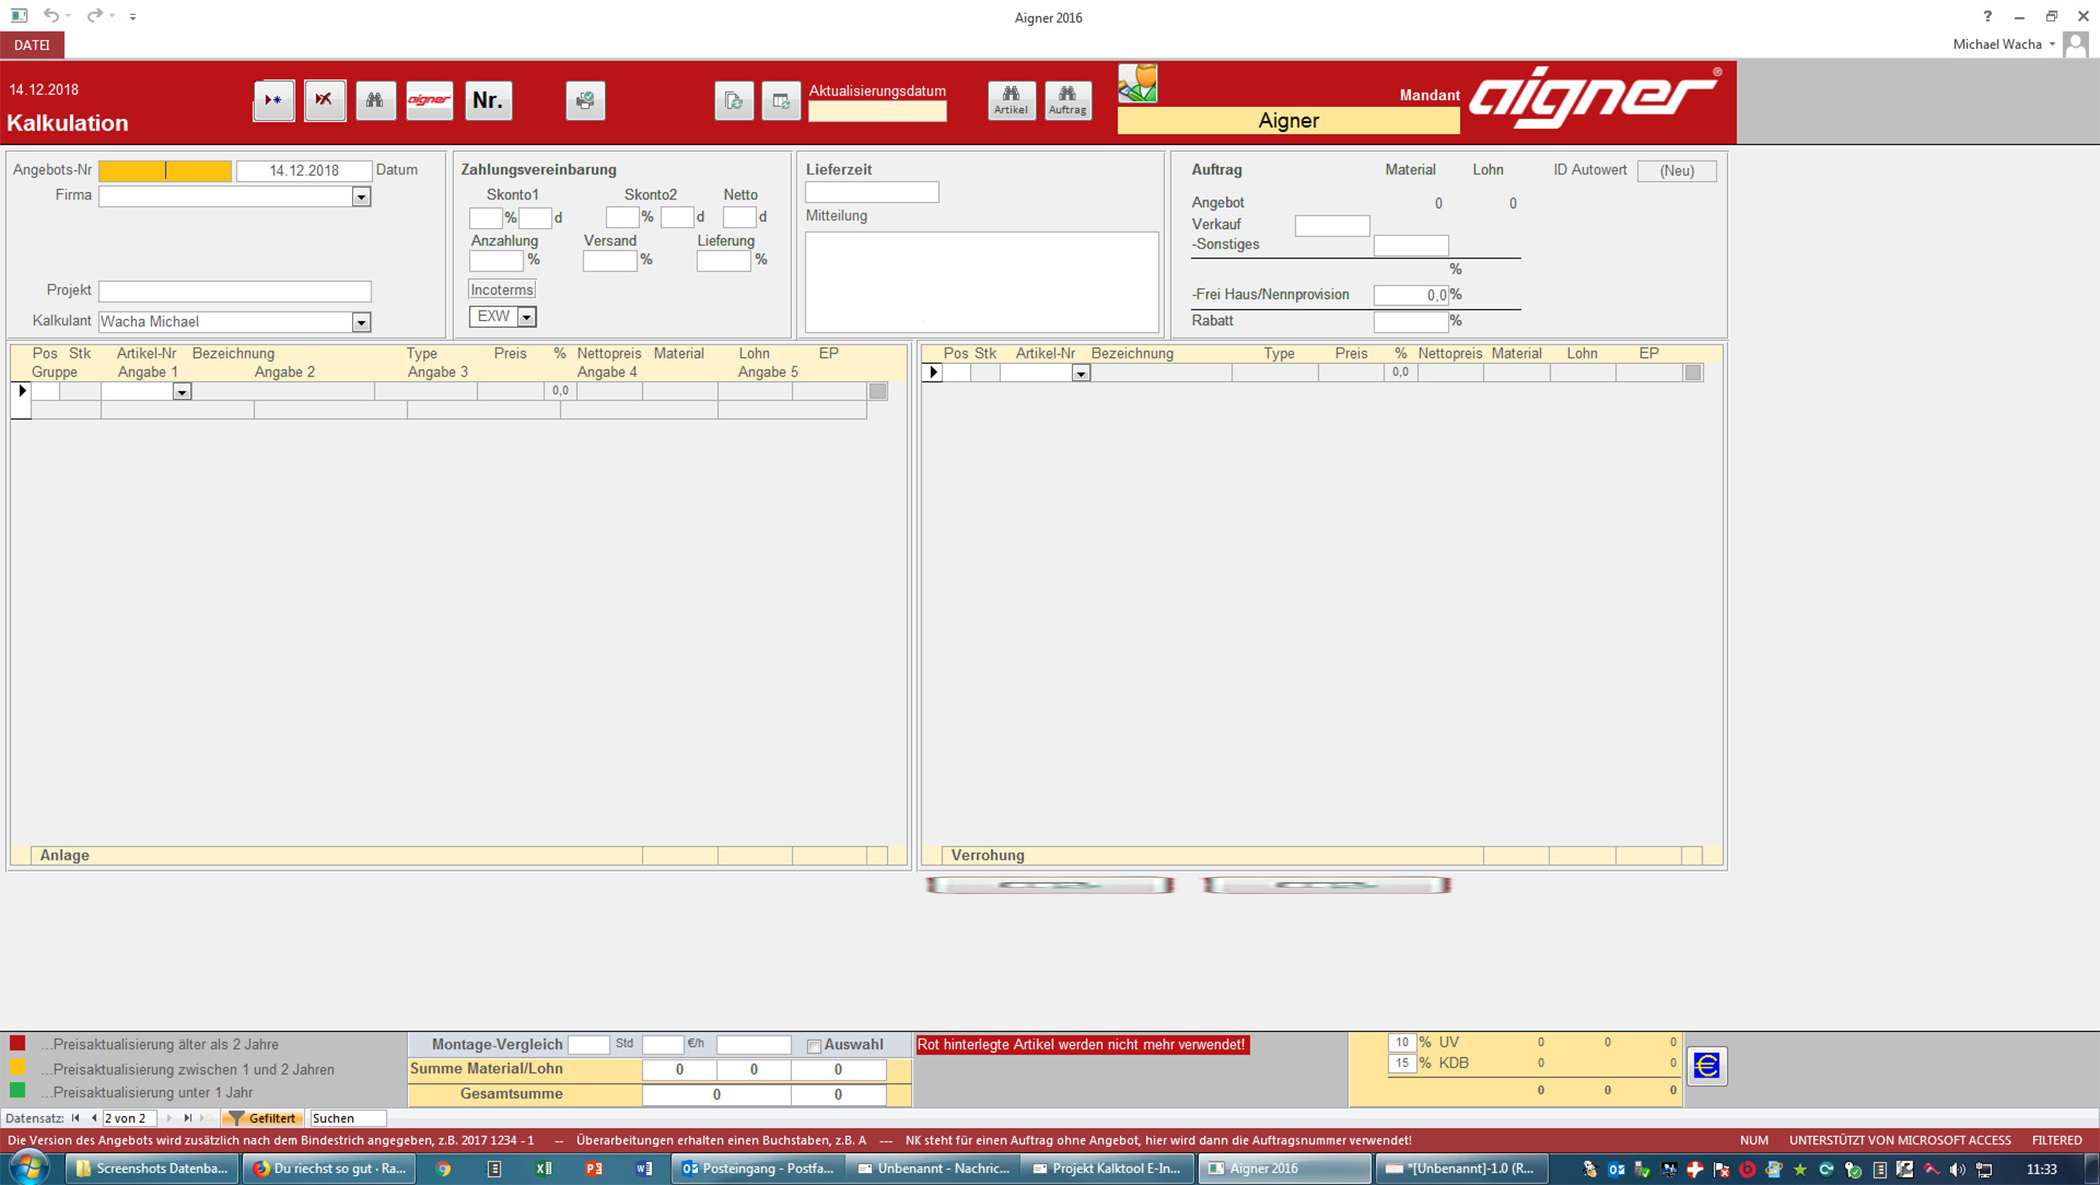 Aigner 2016
?
DATEI
Michael Wacha
14.12.2018
Kalkulation
aigner
Nr.
Aktualisierungsdatum
Artikel
Auftrag
Mandant
Aigner
aigner®
Angebots-Nr
14.12.2018
Datum
Firma
Projekt
Kalkulant
Wacha Michael
Zahlungsvereinbarung
Skonto1 Skonto2 Netto
% d % d d
Anzahlung Versand Lieferung
% % %
Incoterms
EXW
Lieferzeit
Mitteilung
Auftrag Material Lohn ID Autowert (Neu)
Angebot 0 0
Verkauf
-Sonstiges
%
-Frei Haus/Nennprovision 0,0 %
Rabatt %
Pos Stk Artikel-Nr Bezeichnung Type Preis % Nettopreis Material Lohn EP
Gruppe Angabe 1 Angabe 2 Angabe 3 Angabe 4 Angabe 5
0,0
Anlage
Pos Stk Artikel-Nr Bezeichnung Type Preis % Nettopreis Material Lohn EP
0,0
Verrohung
...Preisaktualisierung älter als 2 Jahre
...Preisaktualisierung zwischen 1 und 2 Jahren
...Preisaktualisierung unter 1 Jahr
Montage-Vergleich Std €/h Auswahl
Summe Material/Lohn 0 0 0
Gesamtsumme 0 0
Rot hinterlegte Artikel werden nicht mehr verwendet!
10 % UV 0 0 0
15 % KDB 0 0
0 0 0
€
Datensatz: 2 von 2 Gefiltert Suchen
Die Version des Angebots wird zusätzlich nach dem Bindestrich angegeben, z.B. 2017 1234 - 1 -- Überarbeitungen erhalten einen Buchstaben, z.B. A --- NK steht für einen Auftrag ohne Angebot, hier wird dann die Auftragsnummer verwendet!
NUM UNTERSTÜTZT VON MICROSOFT ACCESS FILTERED
Screenshots Datenba... Du riechst so gut · Ra... Posteingang - Postfa... Unbenannt - Nachric... Projekt Kalktool E-In... Aigner 2016 *[Unbenannt]-1.0 (R... 11:33